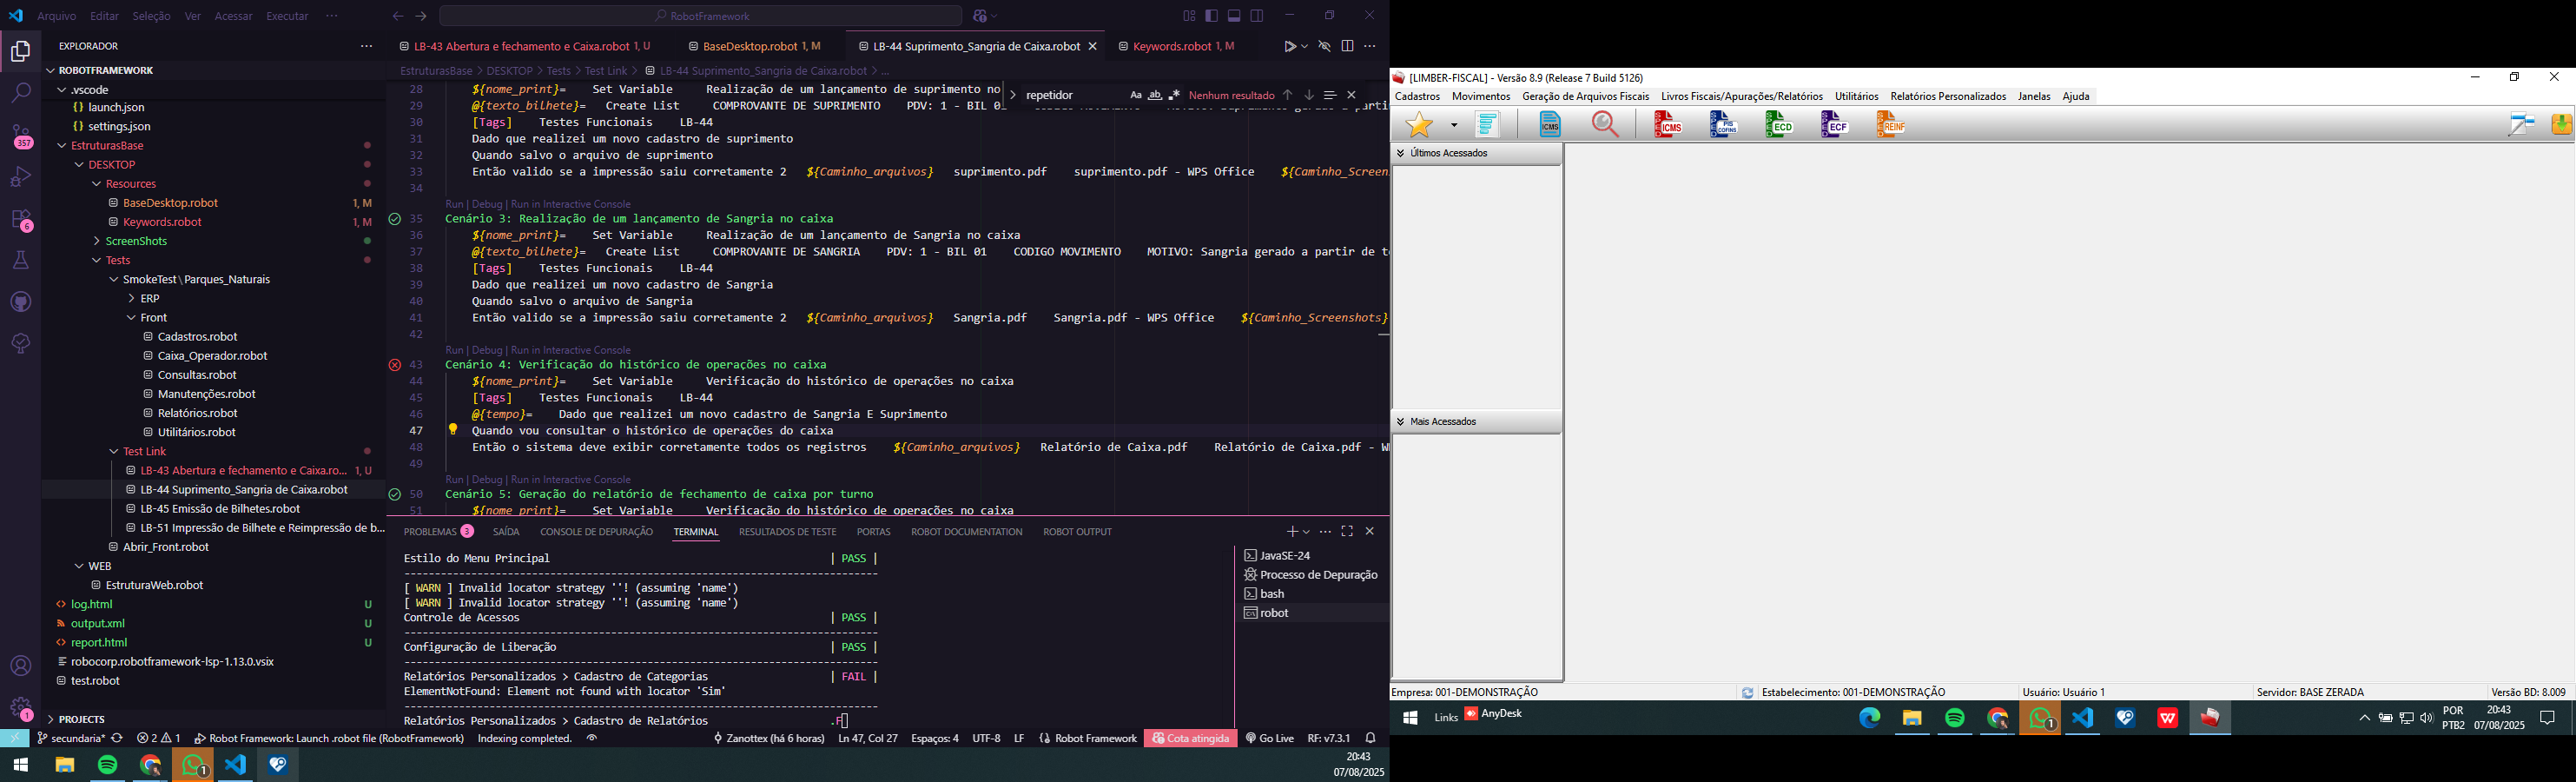 Arquivo Editar Seleção Ver Acessar Executar ···
RobotFramework
EXPLORADOR
ROBOTFRAMEWORK
.vscode
launch.json
settings.json
EstruturasBase
DESKTOP
Resources
BaseDesktop.robot 1, M
Keywords.robot 1, M
ScreenShots
Tests
SmokeTest\Parques_Naturais
ERP
Front
Cadastros.robot
Caixa_Operador.robot
Consultas.robot
Manutenções.robot
Relatórios.robot
Utilitários.robot
Test Link
LB-43 Abertura e fechamento e Caixa.ro... 1, U
LB-44 Suprimento_Sangria de Caixa.robot
LB-45 Emissão de Bilhetes.robot
LB-51 Impressão de Bilhete e Reimpressão de b...
Abrir_Front.robot
WEB
EstruturaWeb.robot
log.html U
output.xml U
report.html U
robocorp.robotframework-lsp-1.13.0.vsix
test.robot
PROJECTS
357
6
1
LB-43 Abertura e fechamento e Caixa.robot 1, U
BaseDesktop.robot 1, M
LB-44 Suprimento_Sangria de Caixa.robot
Keywords.robot 1, M
EstruturasBase > DESKTOP > Tests > Test Link > LB-44 Suprimento_Sangria de Caixa.robot > ...
repetidor Aa ab Nenhum resultado
28 ${nome_print}= Set Variable Realização de um lançamento de suprimento no
29 @{texto_bilhete}= Create List COMPROVANTE DE SUPRIMENTO PDV: 1 - BIL 01
30 [Tags] Testes Funcionais LB-44
31 Dado que realizei um novo cadastro de suprimento
32 Quando salvo o arquivo de suprimento
33 Então valido se a impressão saiu corretamente 2 ${Caminho_arquivos} suprimento.pdf suprimento.pdf - WPS Office ${Caminho_Screen
34
Run | Debug | Run in Interactive Console
35 Cenário 3: Realização de um lançamento de Sangria no caixa
36 ${nome_print}= Set Variable Realização de um lançamento de Sangria no caixa
37 @{texto_bilhete}= Create List COMPROVANTE DE SANGRIA PDV: 1 - BIL 01 CODIGO MOVIMENTO MOTIVO: Sangria gerado a partir de te
38 [Tags] Testes Funcionais LB-44
39 Dado que realizei um novo cadastro de Sangria
40 Quando salvo o arquivo de Sangria
41 Então valido se a impressão saiu corretamente 2 ${Caminho_arquivos} Sangria.pdf Sangria.pdf - WPS Office ${Caminho_Screenshots}
42
Run | Debug | Run in Interactive Console
43 Cenário 4: Verificação do histórico de operações no caixa
44 ${nome_print}= Set Variable Verificação do histórico de operações no caixa
45 [Tags] Testes Funcionais LB-44
46 @{tempo}= Dado que realizei um novo cadastro de Sangria E Suprimento
47 Quando vou consultar o histórico de operações do caixa
48 Então o sistema deve exibir corretamente todos os registros ${Caminho_arquivos} Relatório de Caixa.pdf Relatório de Caixa.pdf - W
49
Run | Debug | Run in Interactive Console
50 Cenário 5: Geração do relatório de fechamento de caixa por turno
51 ${nome_print}= Set Variable Verificação do histórico de operações no caixa
PROBLEMAS 3 SAÍDA CONSOLE DE DEPURAÇÃO TERMINAL RESULTADOS DE TESTE PORTAS ROBOT DOCUMENTATION ROBOT OUTPUT
Estilo do Menu Principal | PASS |
------------------------------------------------------------------------------
[ WARN ] Invalid locator strategy ''! (assuming 'name')
[ WARN ] Invalid locator strategy ''! (assuming 'name')
Controle de Acessos | PASS |
------------------------------------------------------------------------------
Configuração de Liberação | PASS |
------------------------------------------------------------------------------
Relatórios Personalizados > Cadastro de Categorias | FAIL |
ElementNotFound: Element not found with locator 'Sim'
------------------------------------------------------------------------------
Relatórios Personalizados > Cadastro de Relatórios .F
JavaSE-24
Processo de Depuração
bash
robot
secundaria* 2 1 Robot Framework: Launch .robot file (RobotFramework) Indexing completed. Zanottex (há 6 horas) Ln 47, Col 27 Espaços: 4 UTF-8 LF Robot Framework Cota atingida Go Live RF: v7.3.1
1
20:43
07/08/2025
[LIMBER-FISCAL] - Versão 8.9 (Release 7 Build 5126)
Cadastros Movimentos Geração de Arquivos Fiscais Livros Fiscais/Apurações/Relatórios Utilitários Relatórios Personalizados Janelas Ajuda
ICMS ICMS PIS COFINS ECD ECF REINF
Últimos Acessados
Mais Acessados
Empresa: 001-DEMONSTRAÇÃO Estabelecimento: 001-DEMONSTRAÇÃO Usuário: Usuário 1 Servidor: BASE ZERADA Versão BD: 8.009
Links AnyDesk
1
POR
PTB2
20:43
07/08/2025